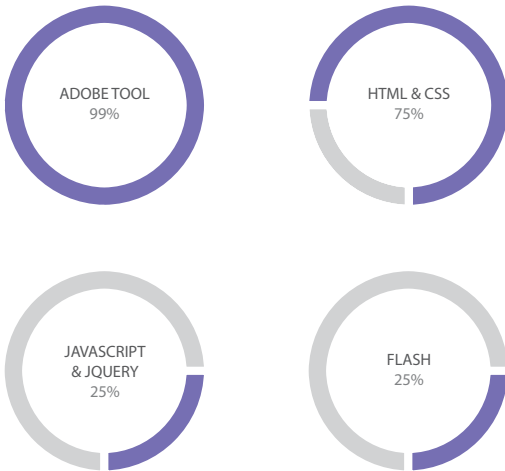 ADOBE TOOL
99%
HTML & CSS
75%
JAVASCRIPT
& JQUERY
25%
FLASH
25%